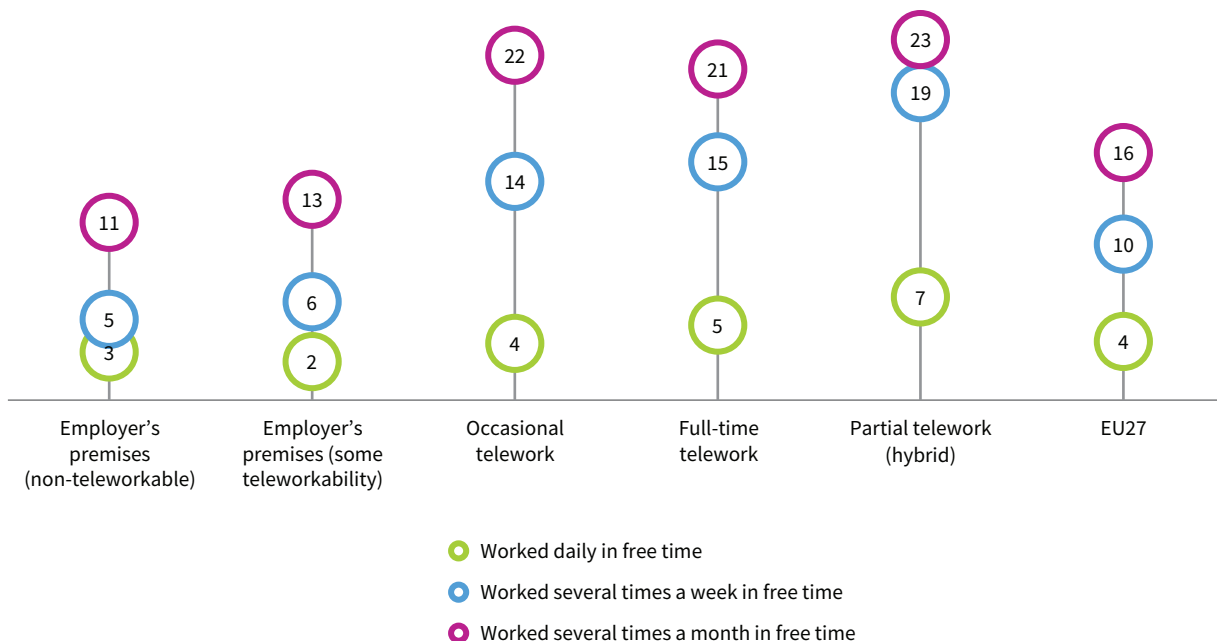 22
21
23
19
14
15
16
11
13
10
5
6
3
2
4
5
7
4
Employer’s
premises
(non-teleworkable)
Employer’s
premises (some
teleworkability)
Occasional
telework
Full-time
telework
Partial telework
(hybrid)
EU27
Worked daily in free time
Worked several times a week in free time
Worked several times a month in free time